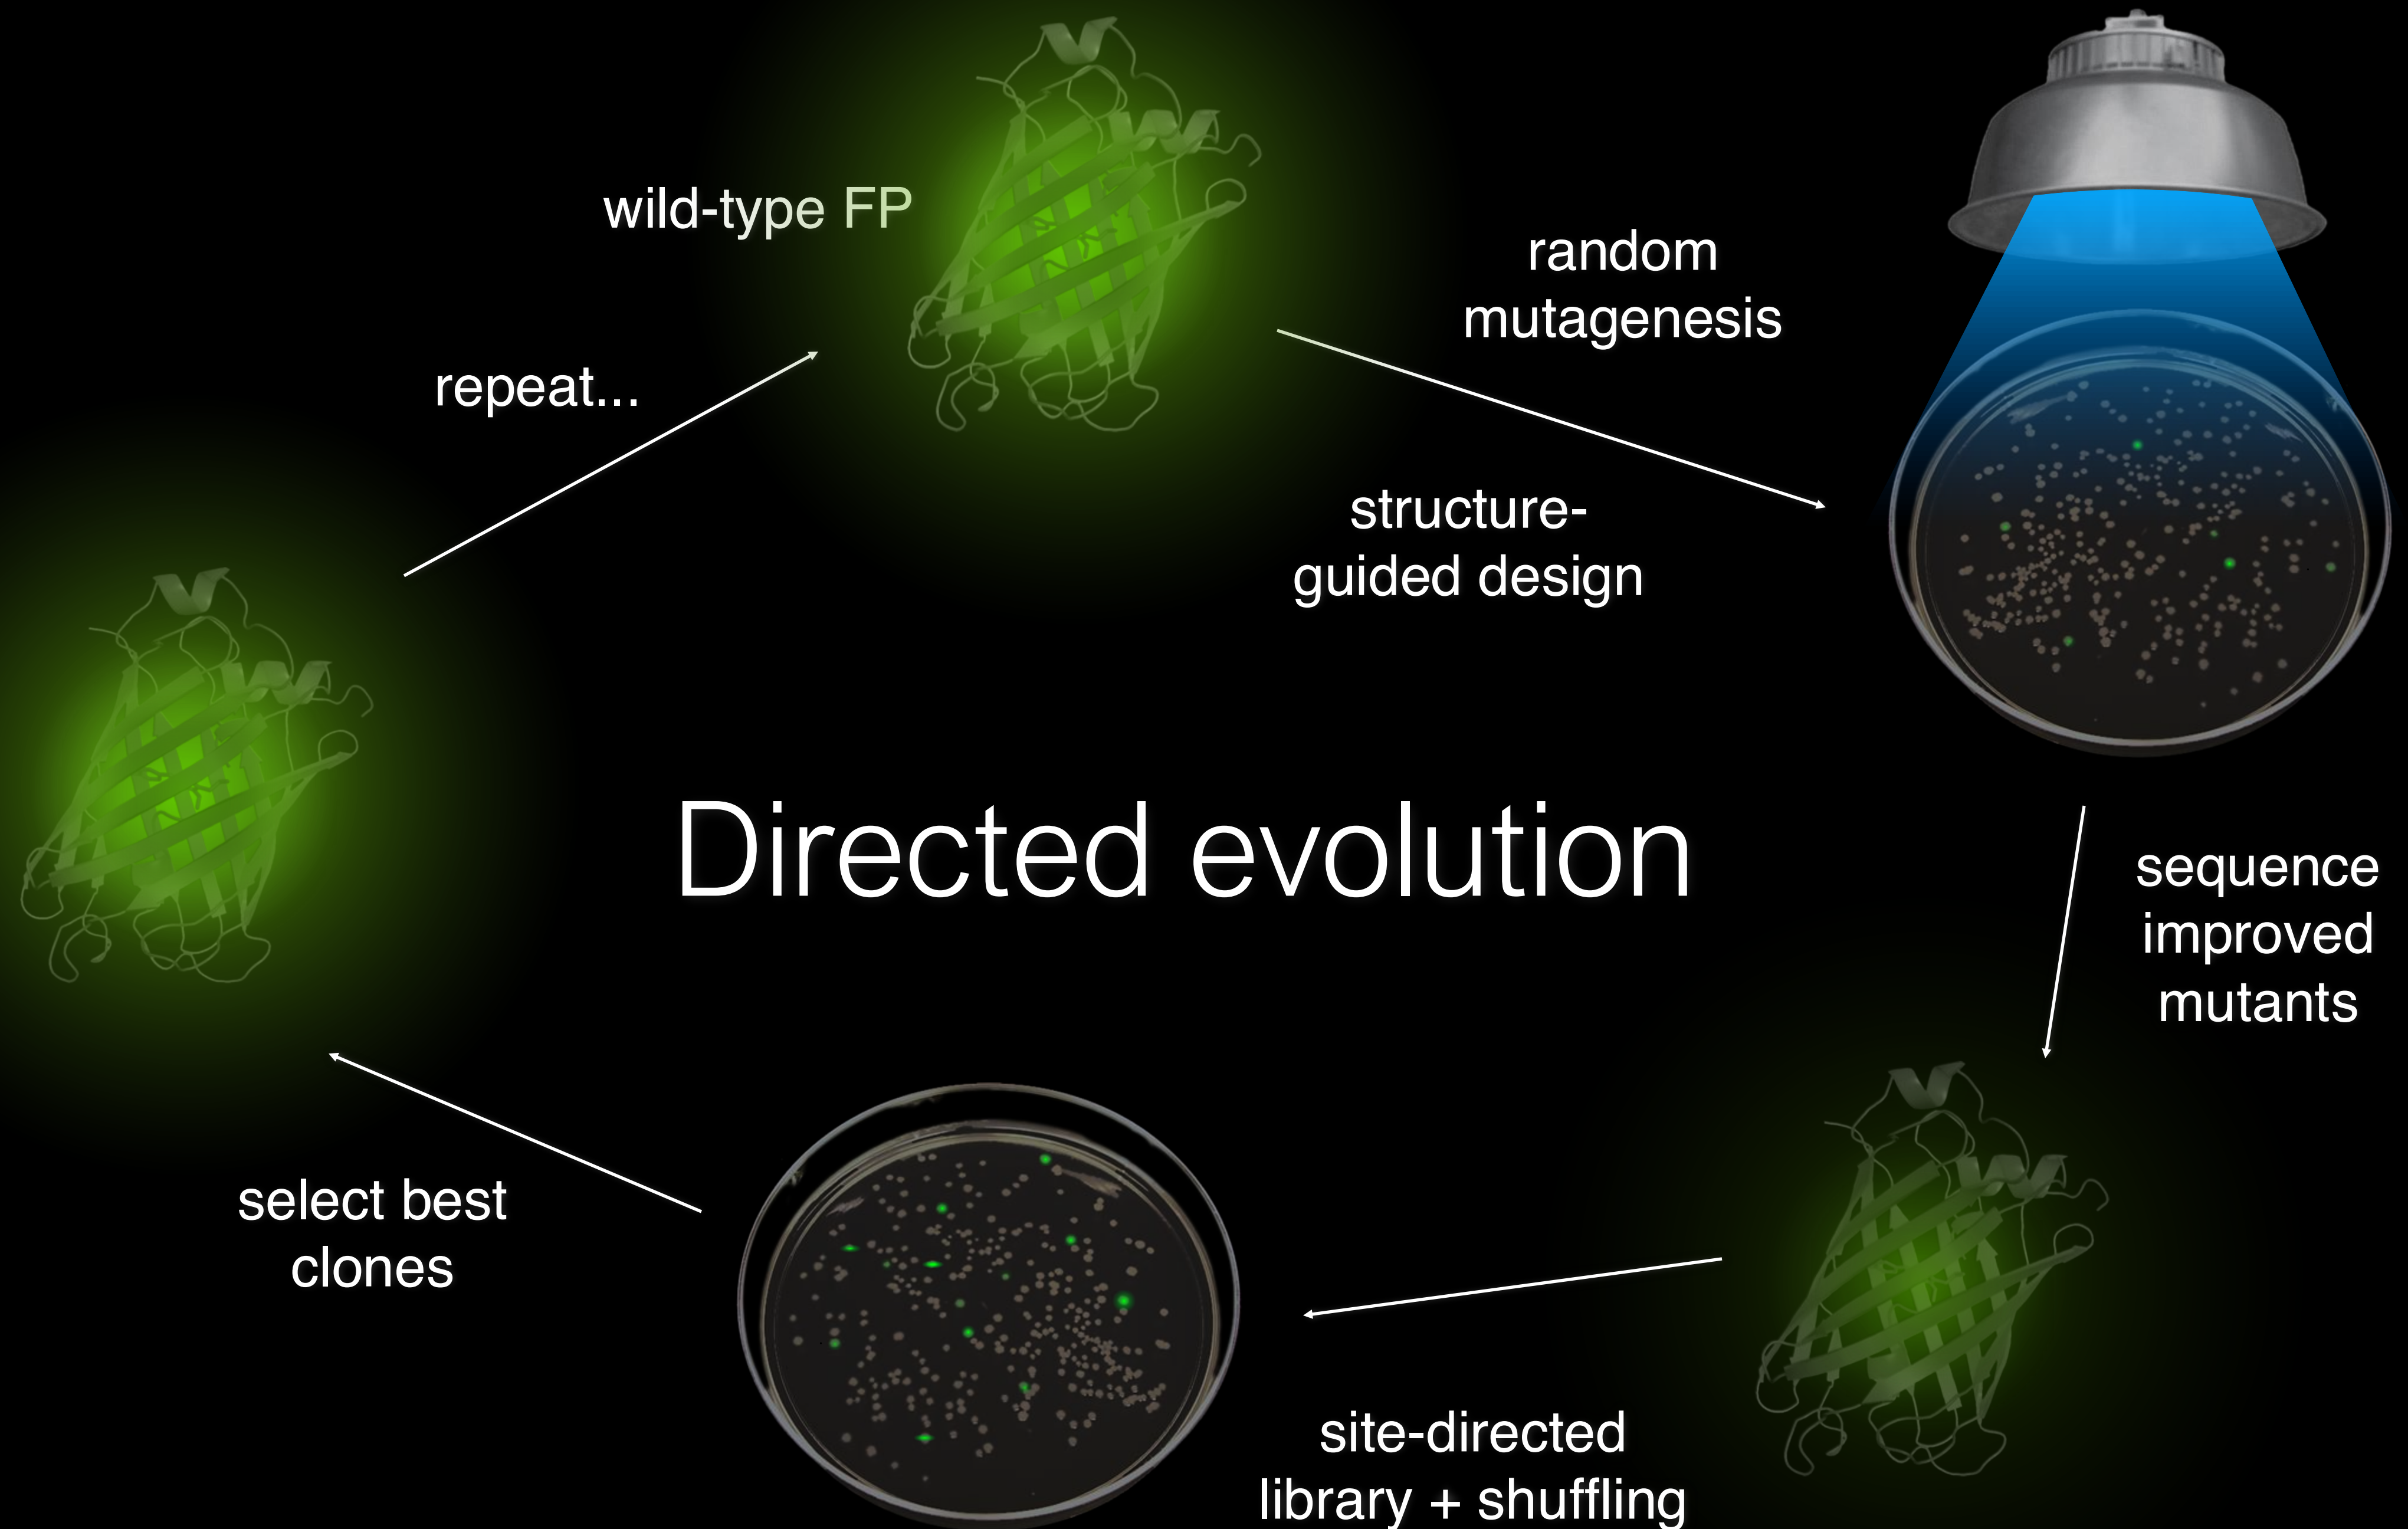 wild-type FP
random
mutagenesis
repeat...
structure-
guided design
Directed evolution
sequence
improved
mutants
select best
clones
site-directed
library + shuffling